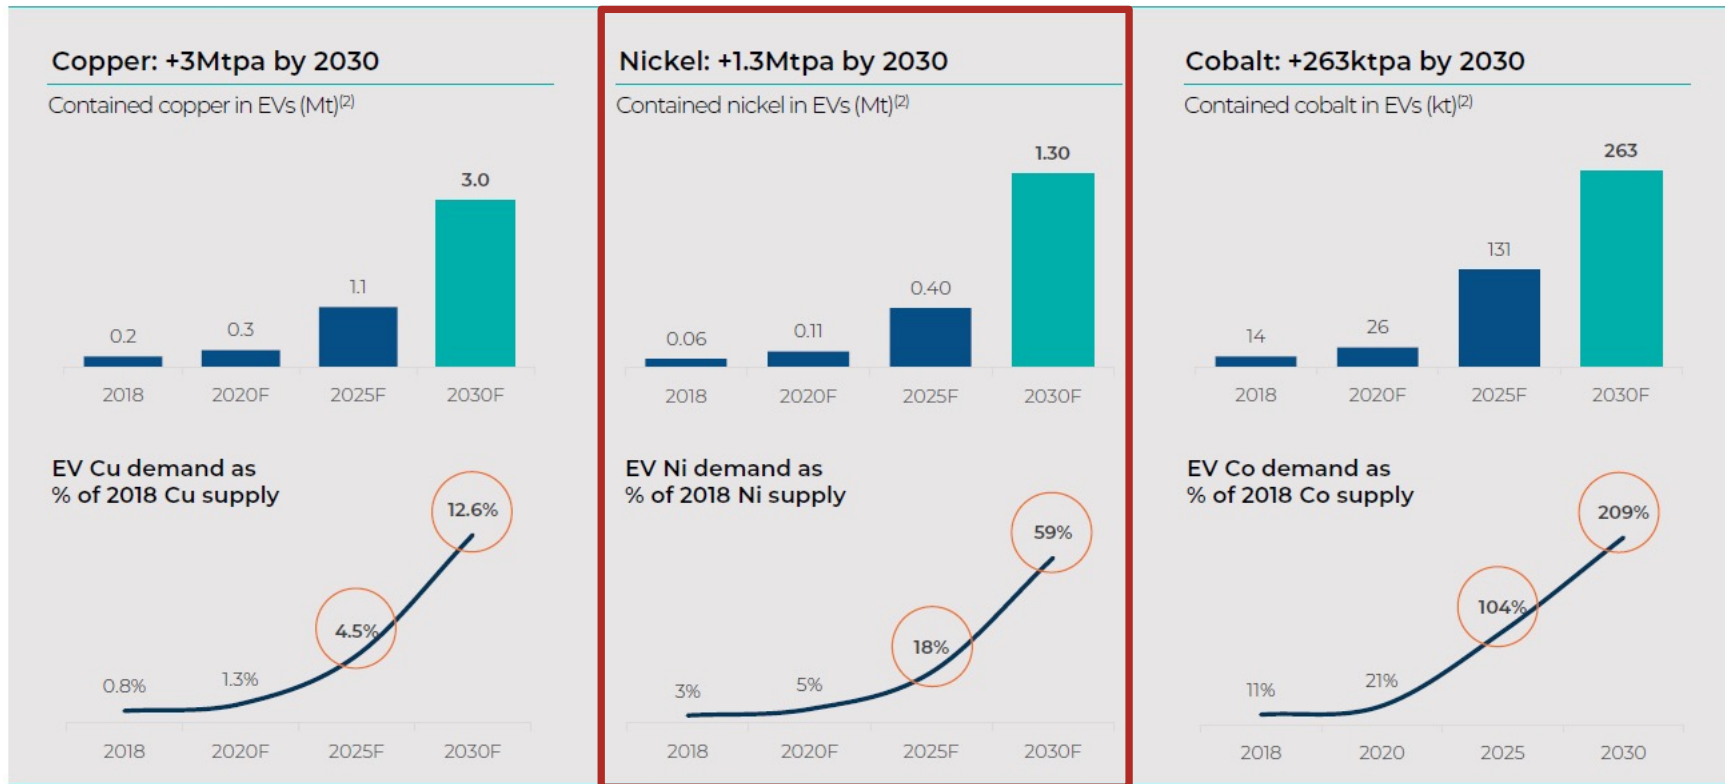 Copper: +3Mtpa by 2030
Contained copper in EVs (Mt)(2)
3.0
1.1
0.3
0.2
2018 2020F 2025F 2030F
EV Cu demand as
% of 2018 Cu supply
12.6%
4.5%
1.3%
0.8%
2018 2020F 2025F 2030F
Nickel: +1.3Mtpa by 2030
Contained nickel in EVs (Mt)(2)
1.30
0.40
0.11
0.06
2018 2020F 2025F 2030F
EV Ni demand as
% of 2018 Ni supply
59%
18%
5%
3%
2018 2020F 2025F 2030F
Cobalt: +263ktpa by 2030
Contained cobalt in EVs (kt)(2)
263
131
26
14
2018 2020F 2025F 2030F
EV Co demand as
% of 2018 Co supply
209%
104%
21%
11%
2018 2020 2025 2030